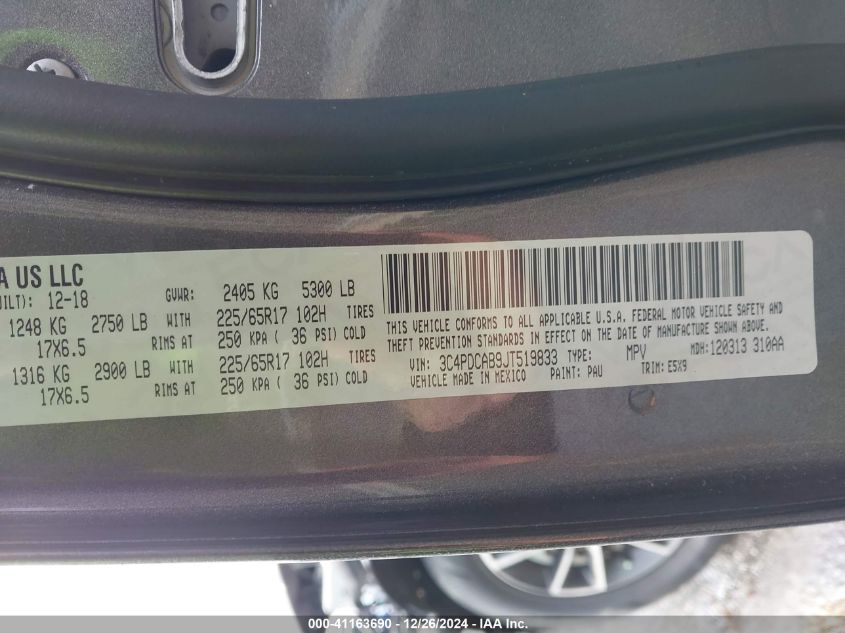 A US LLC
UILT): 12-18 GVWR: 2405 KG 5300 LB
1248 KG 2750 LB WITH 225/65R17 102H TIRES
17X6.5 RIMS AT 250 KPA ( 36 PSI) COLD
1316 KG 2900 LB WITH 225/65R17 102H TIRES
17X6.5 RIMS AT 250 KPA ( 36 PSI) COLD
THIS VEHICLE CONFORMS TO ALL APPLICABLE U.S.A. FEDERAL MOTOR VEHICLE SAFETY AND
THEFT PREVENTION STANDARDS IN EFFECT ON THE DATE OF MANUFACTURE SHOWN ABOVE.
VIN: 3C4PDCAB9JT519833 TYPE: MPV MDH: 120313 310AA
VEHICLE MADE IN MEXICO PAINT: PAU TRIM: E5X9
000-41163690 - 12/26/2024 - IAA Inc.